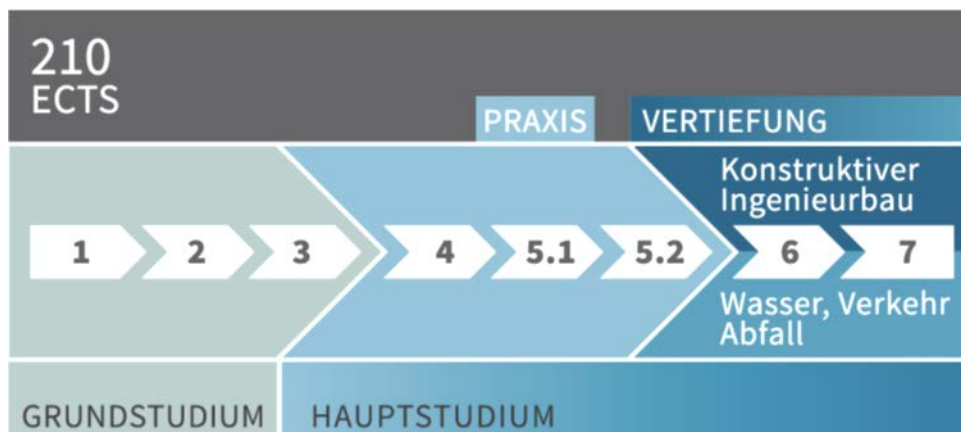 210
ECTS
PRAXIS
VERTIEFUNG
Konstruktiver
Ingenieurbau
1
2
3
4
5.1
5.2
6
7
Wasser, Verkehr
Abfall
GRUNDSTUDIUM
HAUPTSTUDIUM